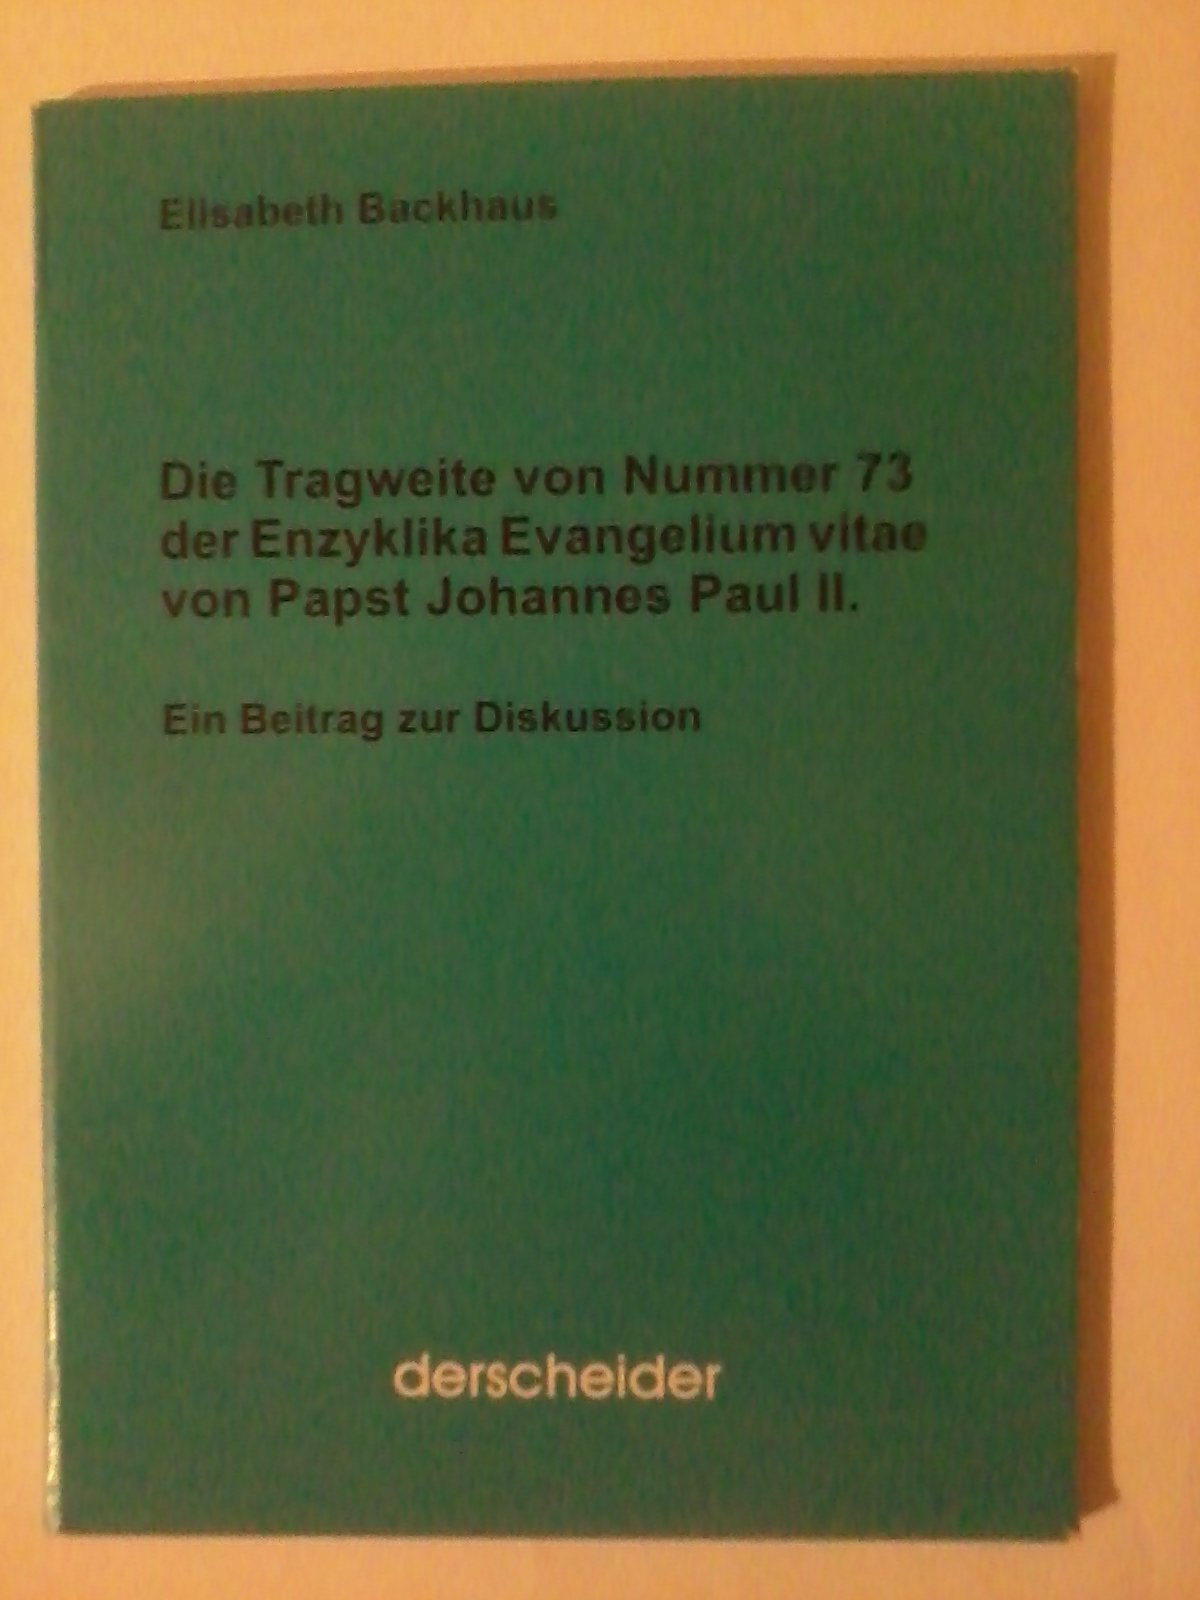 Elisabeth Backhaus
Die Tragweite von Nummer 73
der Enzyklika Evangelium vitae
von Papst Johannes Paul II.
Ein Beitrag zur Diskussion
derscheider